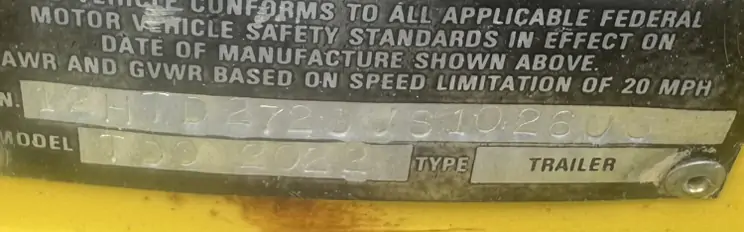 VEHICLE CONFORMS TO ALL APPLICABLE FEDERAL
MOTOR VEHICLE SAFETY STANDARDS IN EFFECT ON
DATE OF MANUFACTURE SHOWN ABOVE.
AWR AND GVWR BASED ON SPEED LIMITATION OF 20 MPH
N.
MODEL 2022 TYPE TRAILER